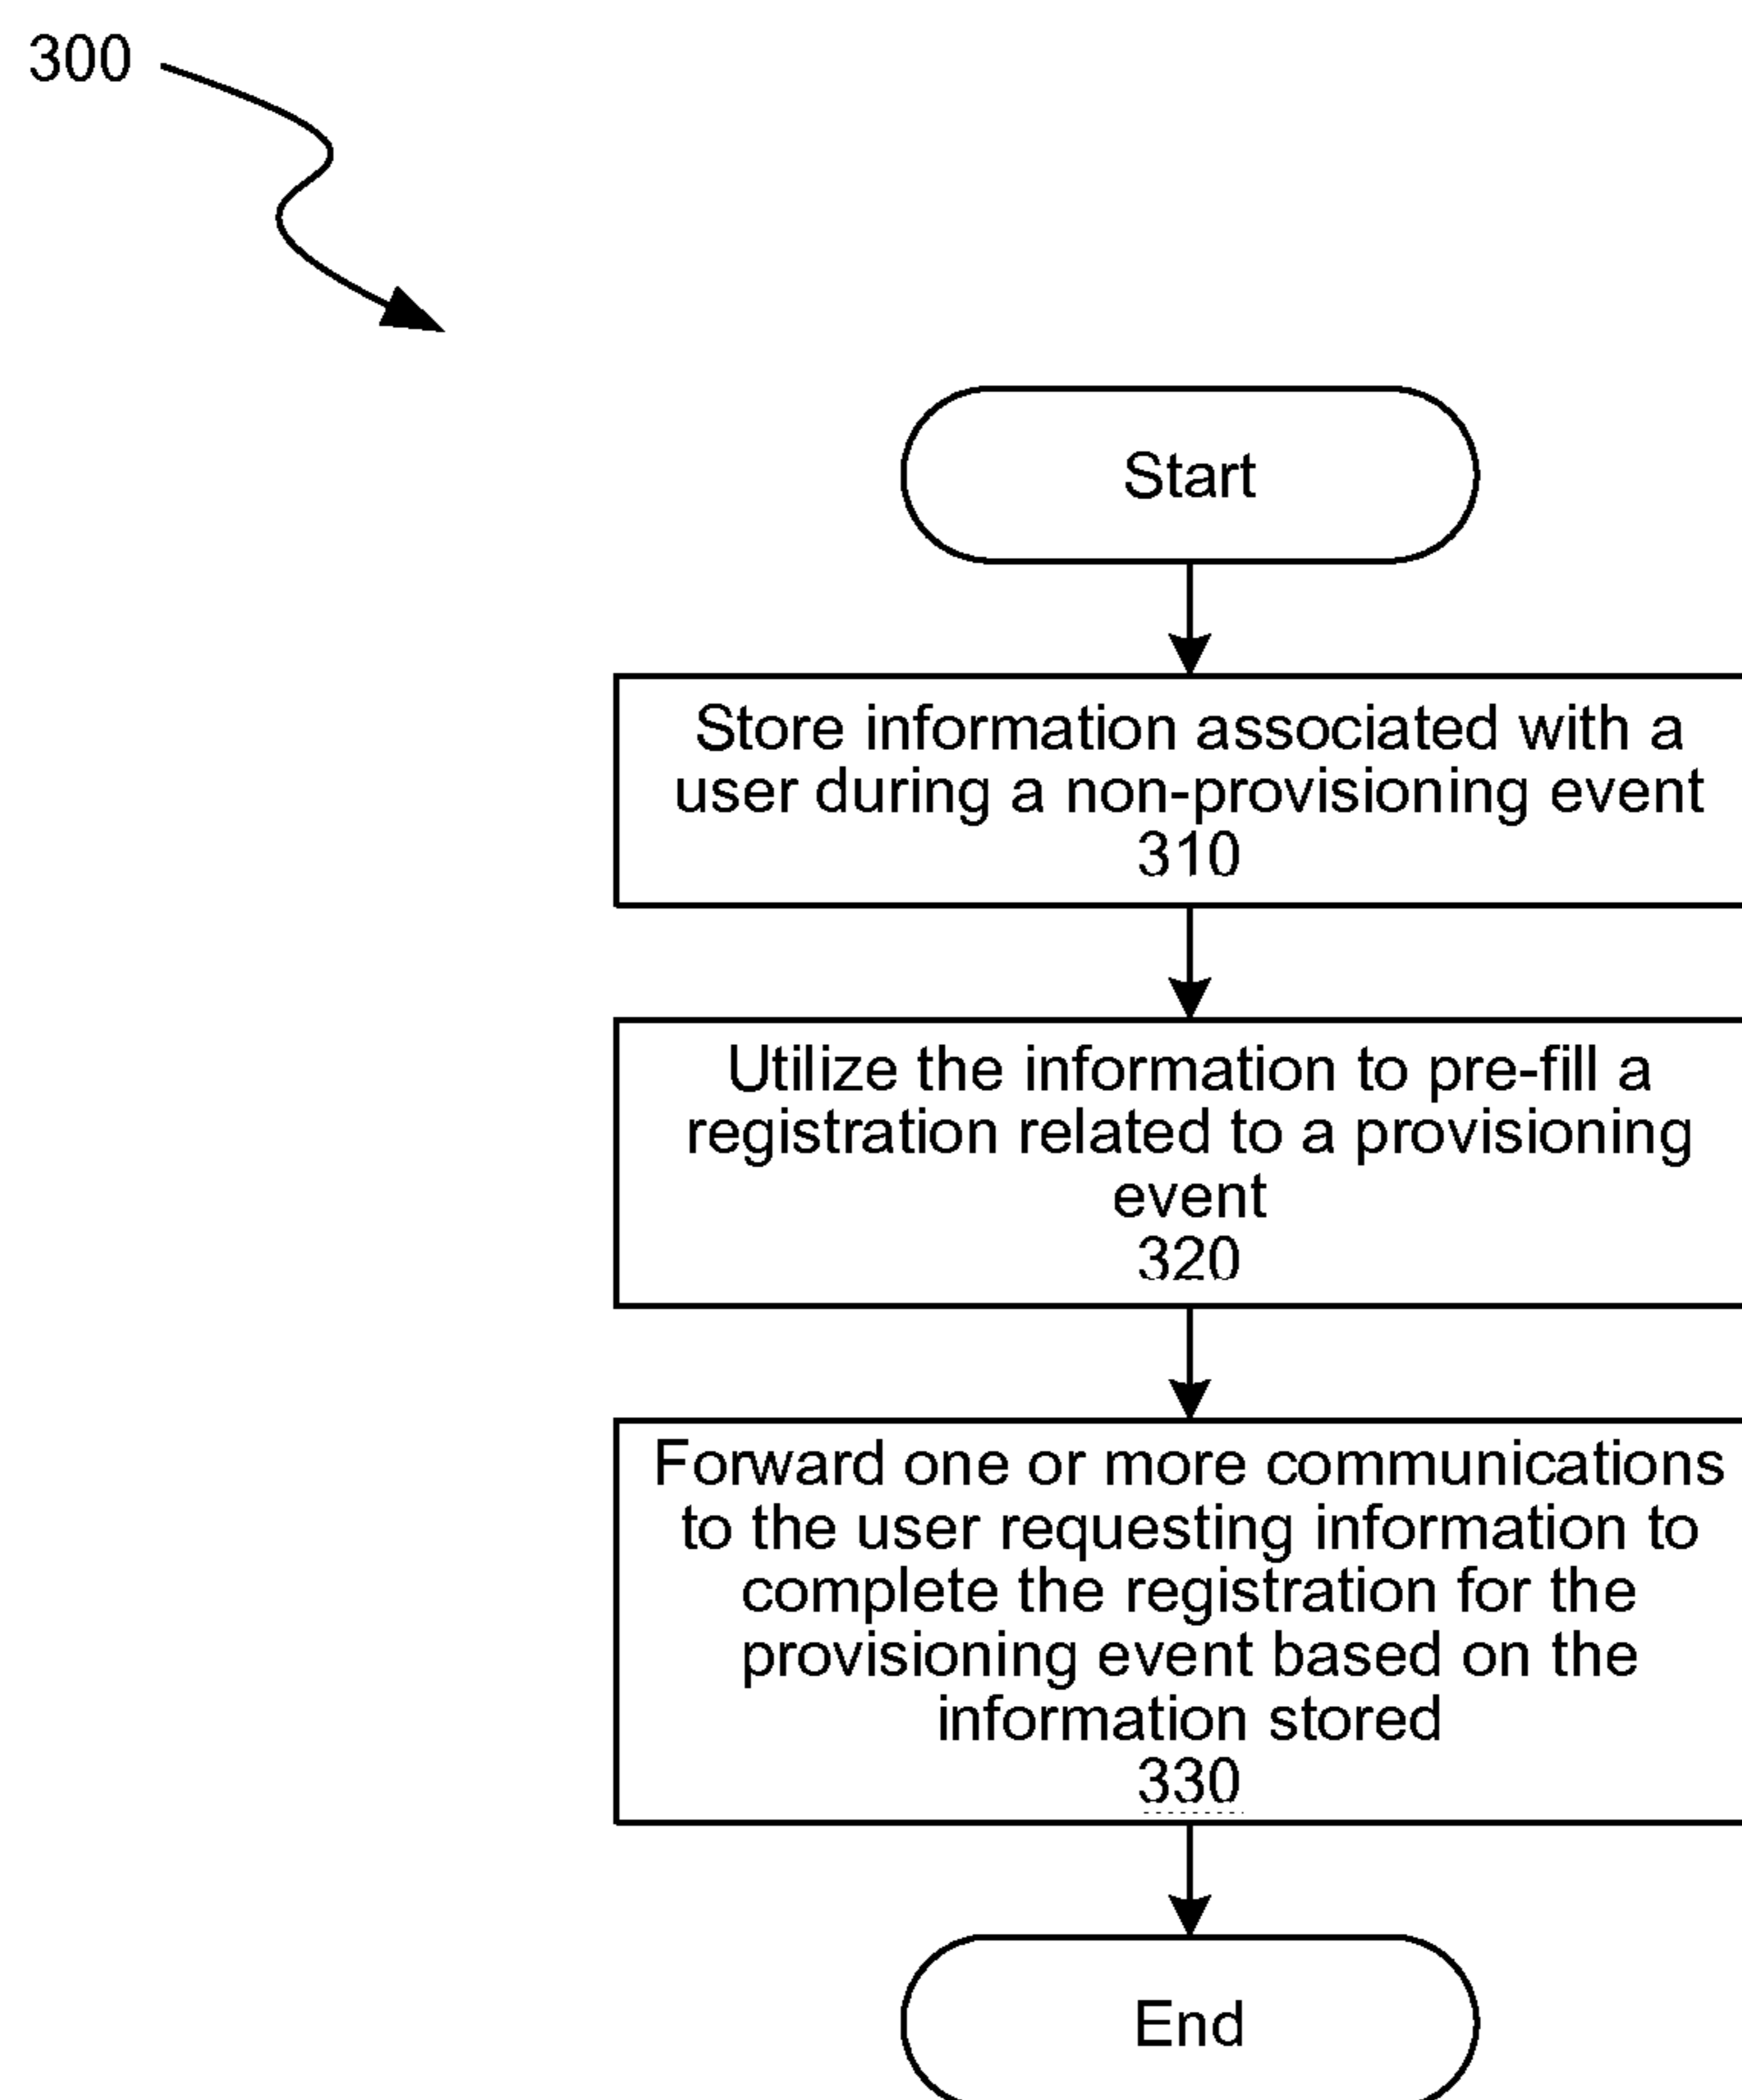 300
Start
Store information associated with a
user during a non-provisioning event
310
Utilize the information to pre-fill a
registration related to a provisioning
event
320
Forward one or more communications
to the user requesting information to
complete the registration for the
provisioning event based on the
information stored
330
End